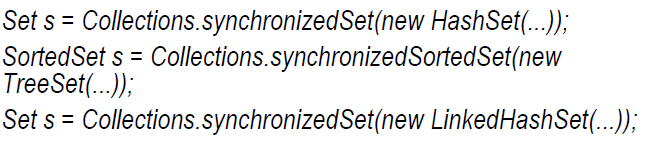 Set s = Collections.synchronizedSet(new HashSet(...));
SortedSet s = Collections.synchronizedSortedSet(new
TreeSet(...));
Set s = Collections.synchronizedSet(new LinkedHashSet(...));